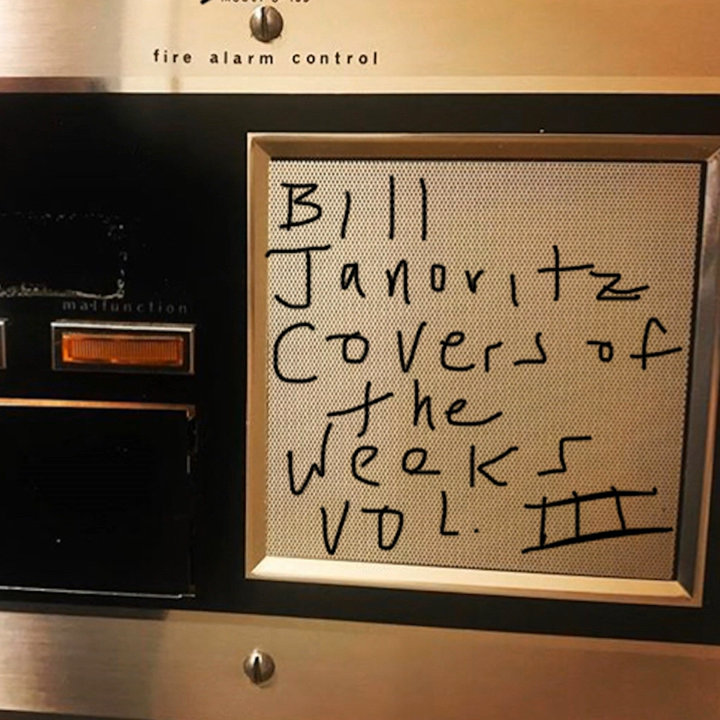 fire alarm control
malfunction
Bill
Janovitz
Covers of
the
Weeks
VOL. III